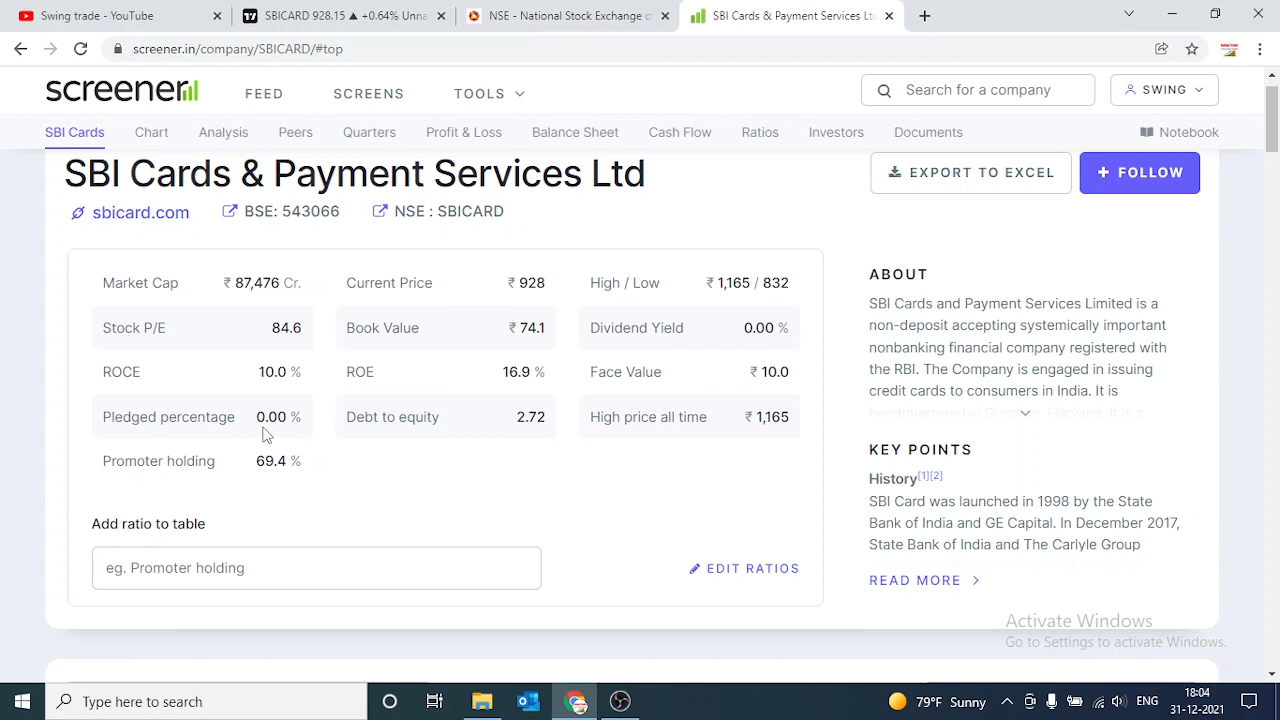 Swing trade - YouTube
SBICARD 928.15 ▲ +0.64% Unna
NSE - National Stock Exchange o
SBI Cards & Payment Services Lt
screener.in/company/SBICARD/#top
screener
FEED
SCREENS
TOOLS
Search for a company
SWING
SBI Cards
Chart
Analysis
Peers
Quarters
Profit & Loss
Balance Sheet
Cash Flow
Ratios
Investors
Documents
Notebook
SBI Cards & Payment Services Ltd
EXPORT TO EXCEL
+ FOLLOW
sbicard.com
BSE: 543066
NSE : SBICARD
Market Cap ₹ 87,476 Cr.
Current Price ₹ 928
High / Low ₹ 1,165 / 832
Stock P/E 84.6
Book Value ₹ 74.1
Dividend Yield 0.00 %
ROCE 10.0 %
ROE 16.9 %
Face Value ₹ 10.0
Pledged percentage 0.00 %
Debt to equity 2.72
High price all time ₹ 1,165
Promoter holding 69.4 %
Add ratio to table
eg. Promoter holding
EDIT RATIOS
ABOUT
SBI Cards and Payment Services Limited is a
non-deposit accepting systemically important
nonbanking financial company registered with
the RBI. The Company is engaged in issuing
credit cards to consumers in India. It is
headquartered in Gurgaon, Haryana. It is a
KEY POINTS
History[1][2]
SBI Card was launched in 1998 by the State
Bank of India and GE Capital. In December 2017,
State Bank of India and The Carlyle Group
READ MORE >
Activate Windows
Go to Settings to activate Windows.
Type here to search
79°F Sunny
ENG
18:04
31-12-2021